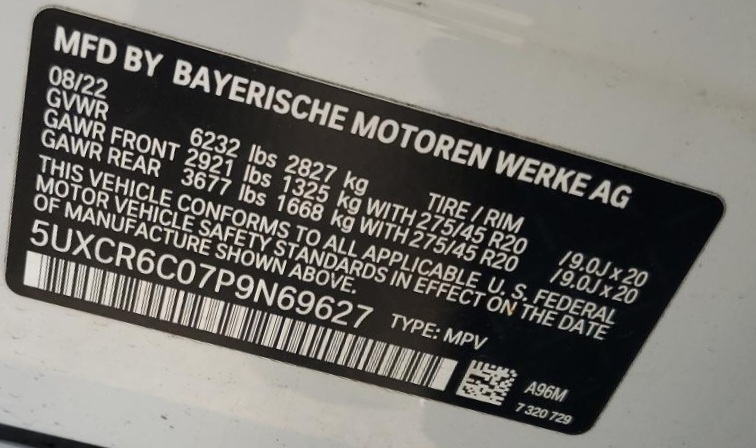 MFD BY BAYERISCHE MOTOREN WERKE AG
08/22
GVWR 6232 lbs 2827 kg TIRE / RIM
GAWR FRONT 2921 lbs 1325 kg WITH 275/45 R20 / 9.0J x 20
GAWR REAR 3677 lbs 1668 kg WITH 275/45 R20 / 9.0J x 20
THIS VEHICLE CONFORMS TO ALL APPLICABLE U. S. FEDERAL
MOTOR VEHICLE SAFETY STANDARDS IN EFFECT ON THE DATE
OF MANUFACTURE SHOWN ABOVE.
5UXCR6C07P9N69627 TYPE: MPV
A96M
7 320 729